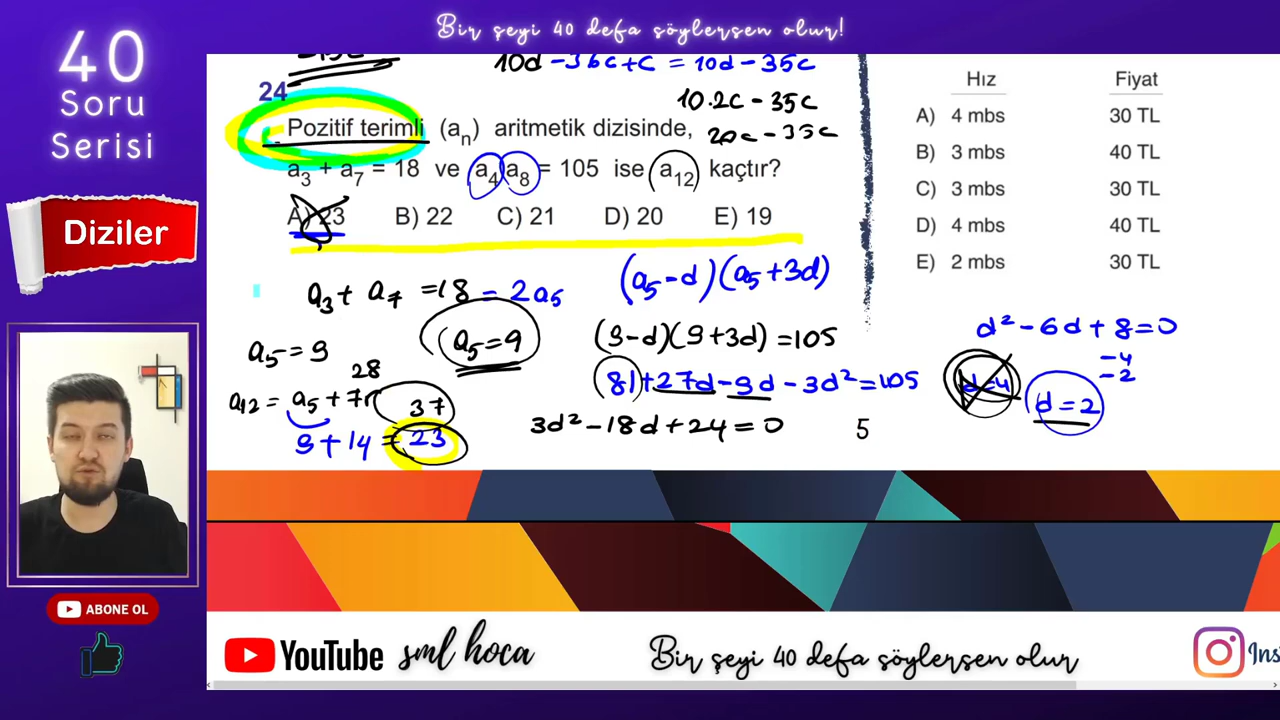 Bir şeyi 40 defa söylersen olur!
40
Soru
Serisi
Diziler
ABONE OL
10d - 36c + c = 10d - 35c
10.2c - 35c
20c - 35c
24
Pozitif terimli (an) aritmetik dizisinde,
a3 + a7 = 18 ve a4 a8 = 105 ise a12 kaçtır?
A) 23 B) 22 C) 21 D) 20 E) 19
a3 + a7 = 18 = 2a5
a5 = 9
a5 = 9
28
a12 = a5 + 7r
37
9 + 14 = 23
(a5 - d)(a5 + 3d)
(9 - d)(9 + 3d) = 105
81 + 27d - 9d - 3d² = 105
3d² - 18d + 24 = 0
5
Hız Fiyat
A) 4 mbs 30 TL
B) 3 mbs 40 TL
C) 3 mbs 30 TL
D) 4 mbs 40 TL
E) 2 mbs 30 TL
d² - 6d + 8 = 0
-4
-2
d = 4
d = 2
YouTube sml hoca
Bir şeyi 40 defa söylersen olur
Ins